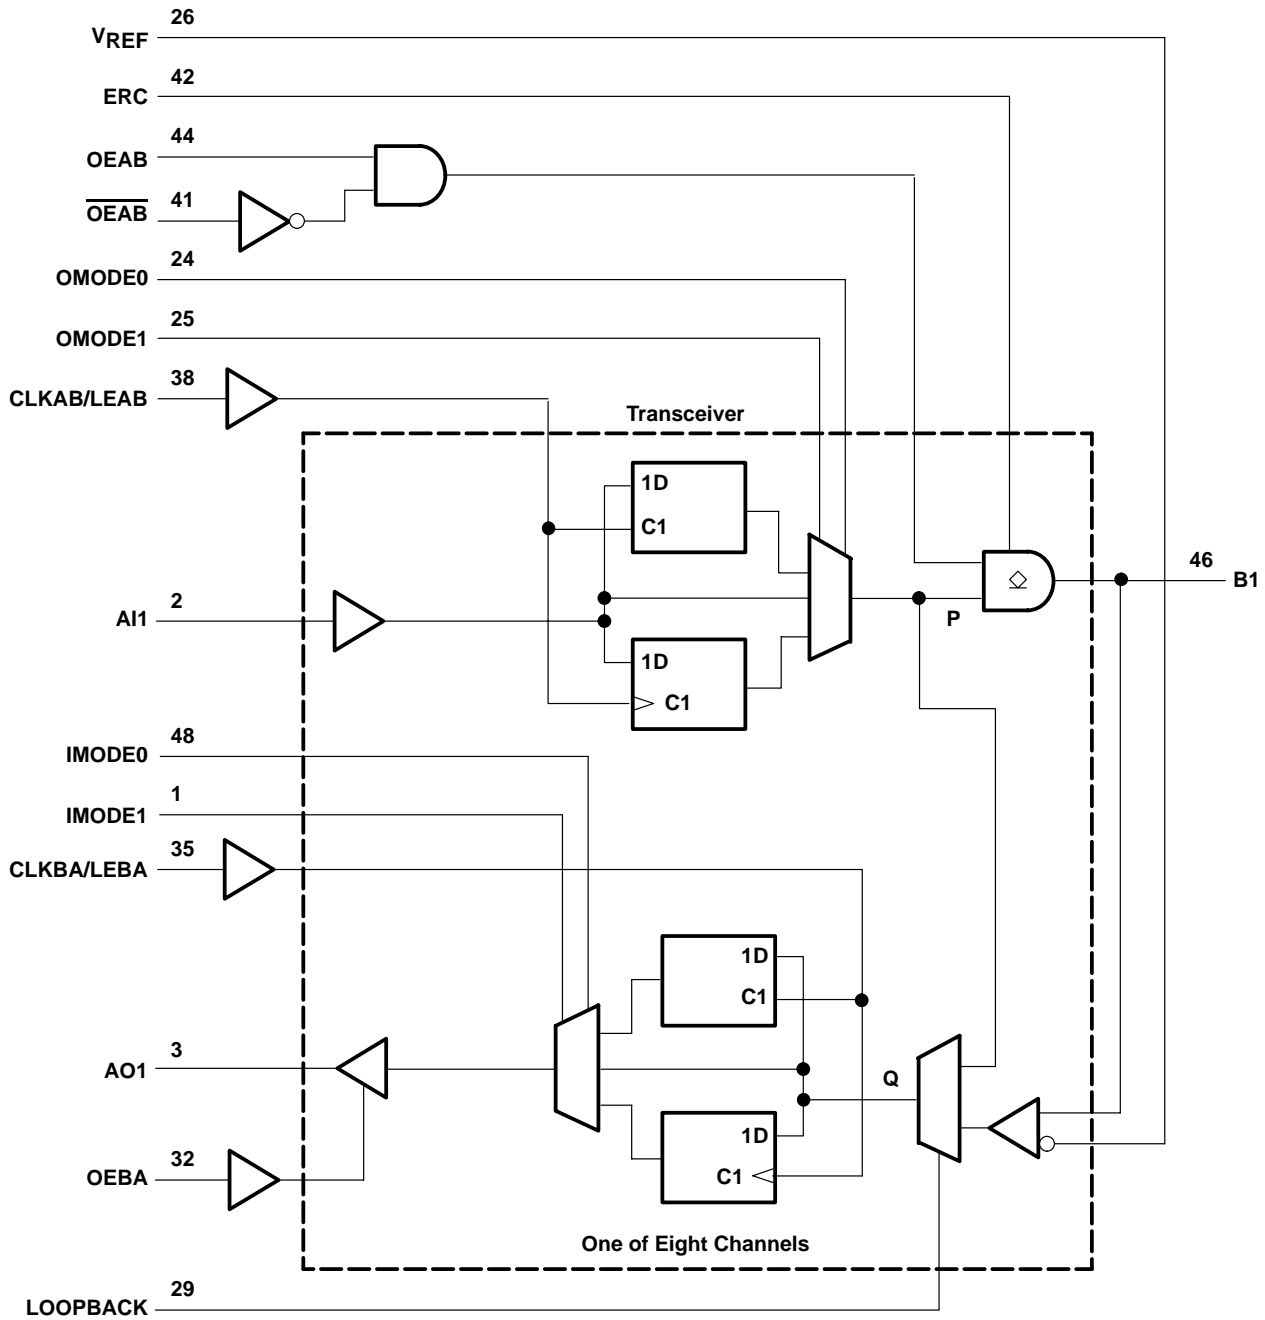 26
VREF
42
ERC
44
OEAB
41
OEAB
24
OMODE0
25
OMODE1
38
CLKAB/LEAB
Transceiver
1D
C1
46
B1
2
AI1
P
1D
C1
48
IMODE0
1
IMODE1
35
CLKBA/LEBA
1D
C1
3
AO1
Q
1D
C1
32
OEBA
One of Eight Channels
29
LOOPBACK